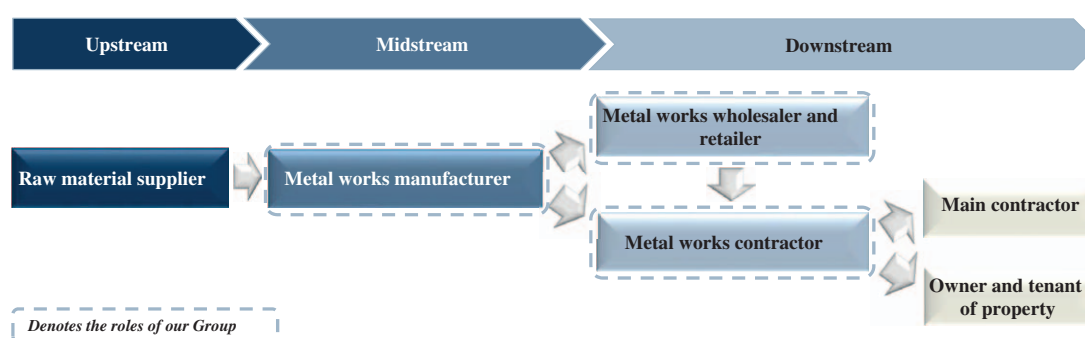 Upstream
Midstream
Downstream
Metal works wholesaler and
retailer
Raw material supplier
Metal works manufacturer
Main contractor
Metal works contractor
Owner and tenant
of property
Denotes the roles of our Group